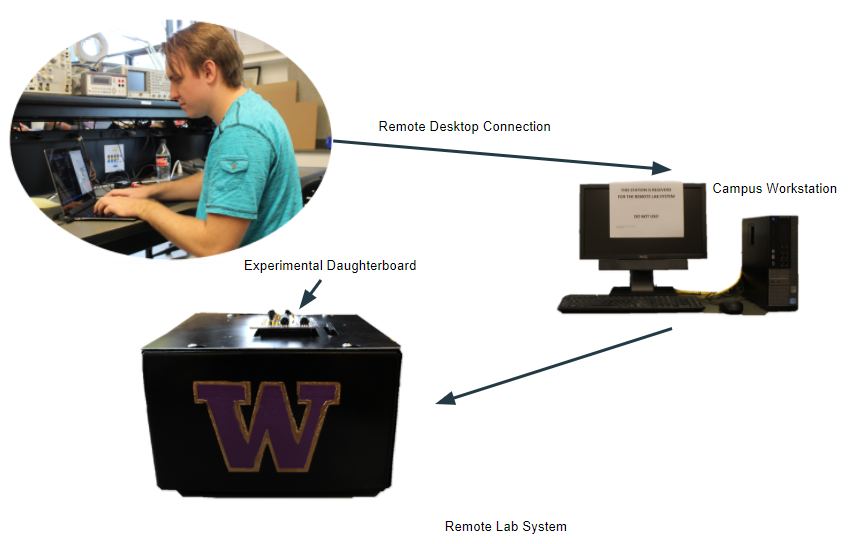 Remote Desktop Connection
Campus Workstation
THIS STATION IS RESERVED
FOR THE REMOTE LAB SYSTEM
DO NOT USE!
Experimental Daughterboard
W
Remote Lab System